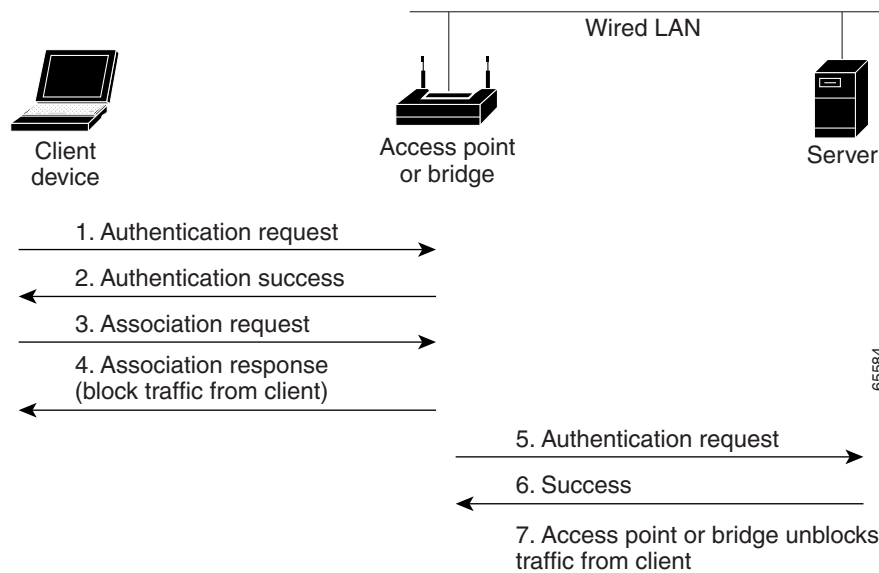 Wired LAN
Client
device
Access point
or bridge
Server
1. Authentication request
2. Authentication success
3. Association request
4. Association response
(block traffic from client)
65584
5. Authentication request
6. Success
7. Access point or bridge unblocks
traffic from client